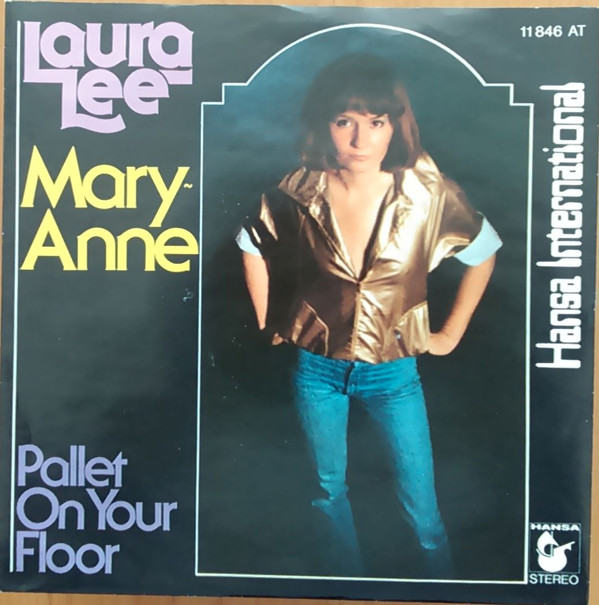 Laura
Lee
11 846 AT
Mary-
Anne
Hansa International
Pallet
On Your
Floor
HANSA
STEREO